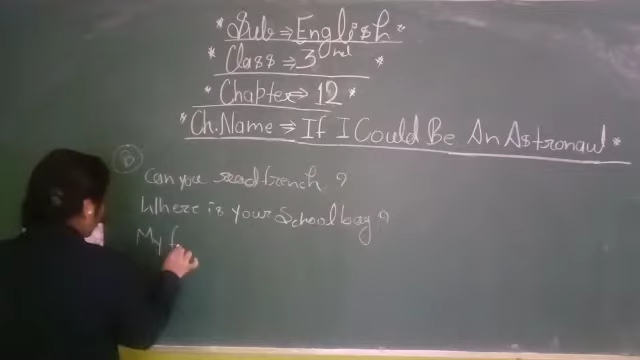 * Sub ⇒ English *
* Class ⇒ 3nd *
* Chapter ⇒ 12 *
* Ch. Name ⇒ If I Could Be An Astronaut *
B
Can you read french ?
Where is your School bag ?
My f